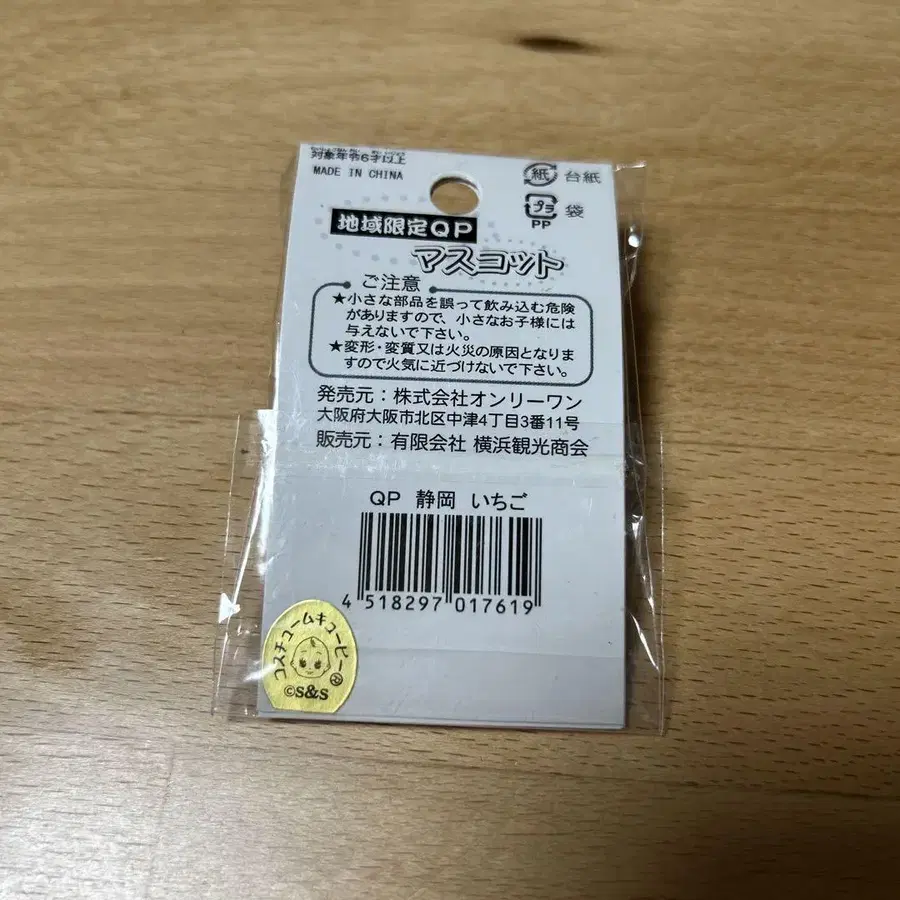 対象年令6才以上
MADE IN CHINA
紙 台紙
プラ 袋
PP
地域限定QP
マスコット
ご注意
★小さな部品を誤って飲み込む危険
がありますので、小さなお子様には
与えないで下さい。
★変形・変質又は火災の原因となりま
すので火気に近づけないで下さい。
発売元：株式会社オンリーワン
大阪府大阪市北区中津4丁目3番11号
販売元：有限会社 横浜観光商会
QP 静岡 いちご
4 518297 017619
コスチュームキューピー
©S&S